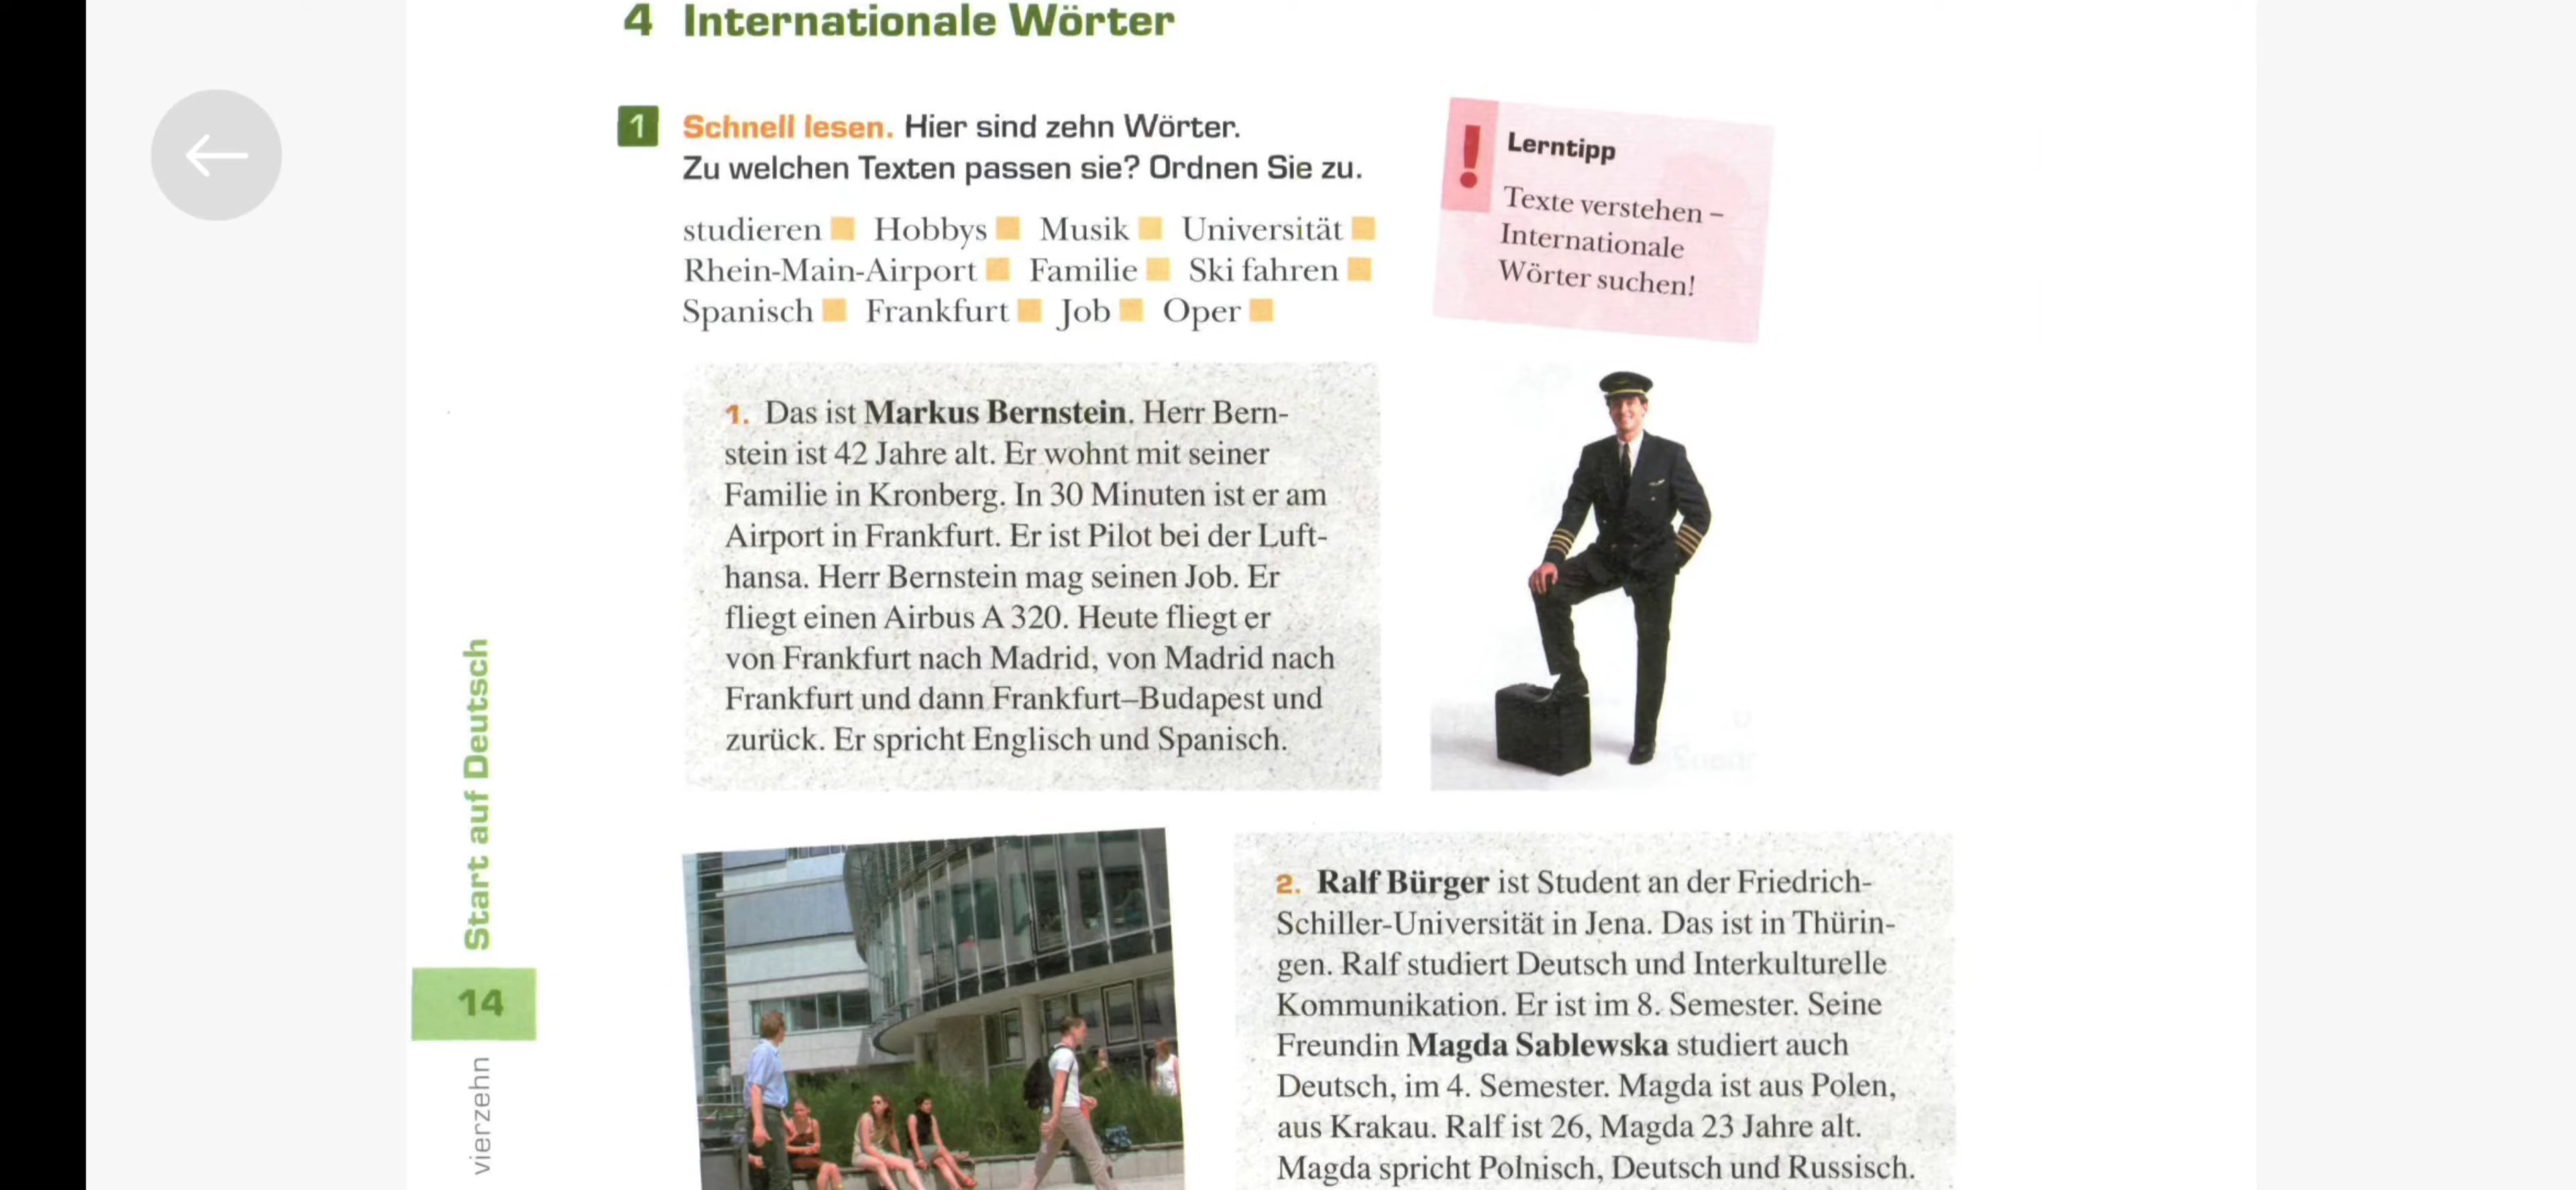 4 Internationale Wörter
1 Schnell lesen. Hier sind zehn Wörter.
Zu welchen Texten passen sie? Ordnen Sie zu.
studieren Hobbys Musik Universität
Rhein-Main-Airport Familie Ski fahren
Spanisch Frankfurt Job Oper
! Lerntipp
Texte verstehen –
Internationale
Wörter suchen!
1. Das ist Markus Bernstein. Herr Bern-
stein ist 42 Jahre alt. Er wohnt mit seiner
Familie in Kronberg. In 30 Minuten ist er am
Airport in Frankfurt. Er ist Pilot bei der Luft-
hansa. Herr Bernstein mag seinen Job. Er
fliegt einen Airbus A 320. Heute fliegt er
von Frankfurt nach Madrid, von Madrid nach
Frankfurt und dann Frankfurt–Budapest und
zurück. Er spricht Englisch und Spanisch.
2. Ralf Bürger ist Student an der Friedrich-
Schiller-Universität in Jena. Das ist in Thürin-
gen. Ralf studiert Deutsch und Interkulturelle
Kommunikation. Er ist im 8. Semester. Seine
Freundin Magda Sablewska studiert auch
Deutsch, im 4. Semester. Magda ist aus Polen,
aus Krakau. Ralf ist 26, Magda 23 Jahre alt.
Magda spricht Polnisch, Deutsch und Russisch.
Start auf Deutsch
14
vierzehn